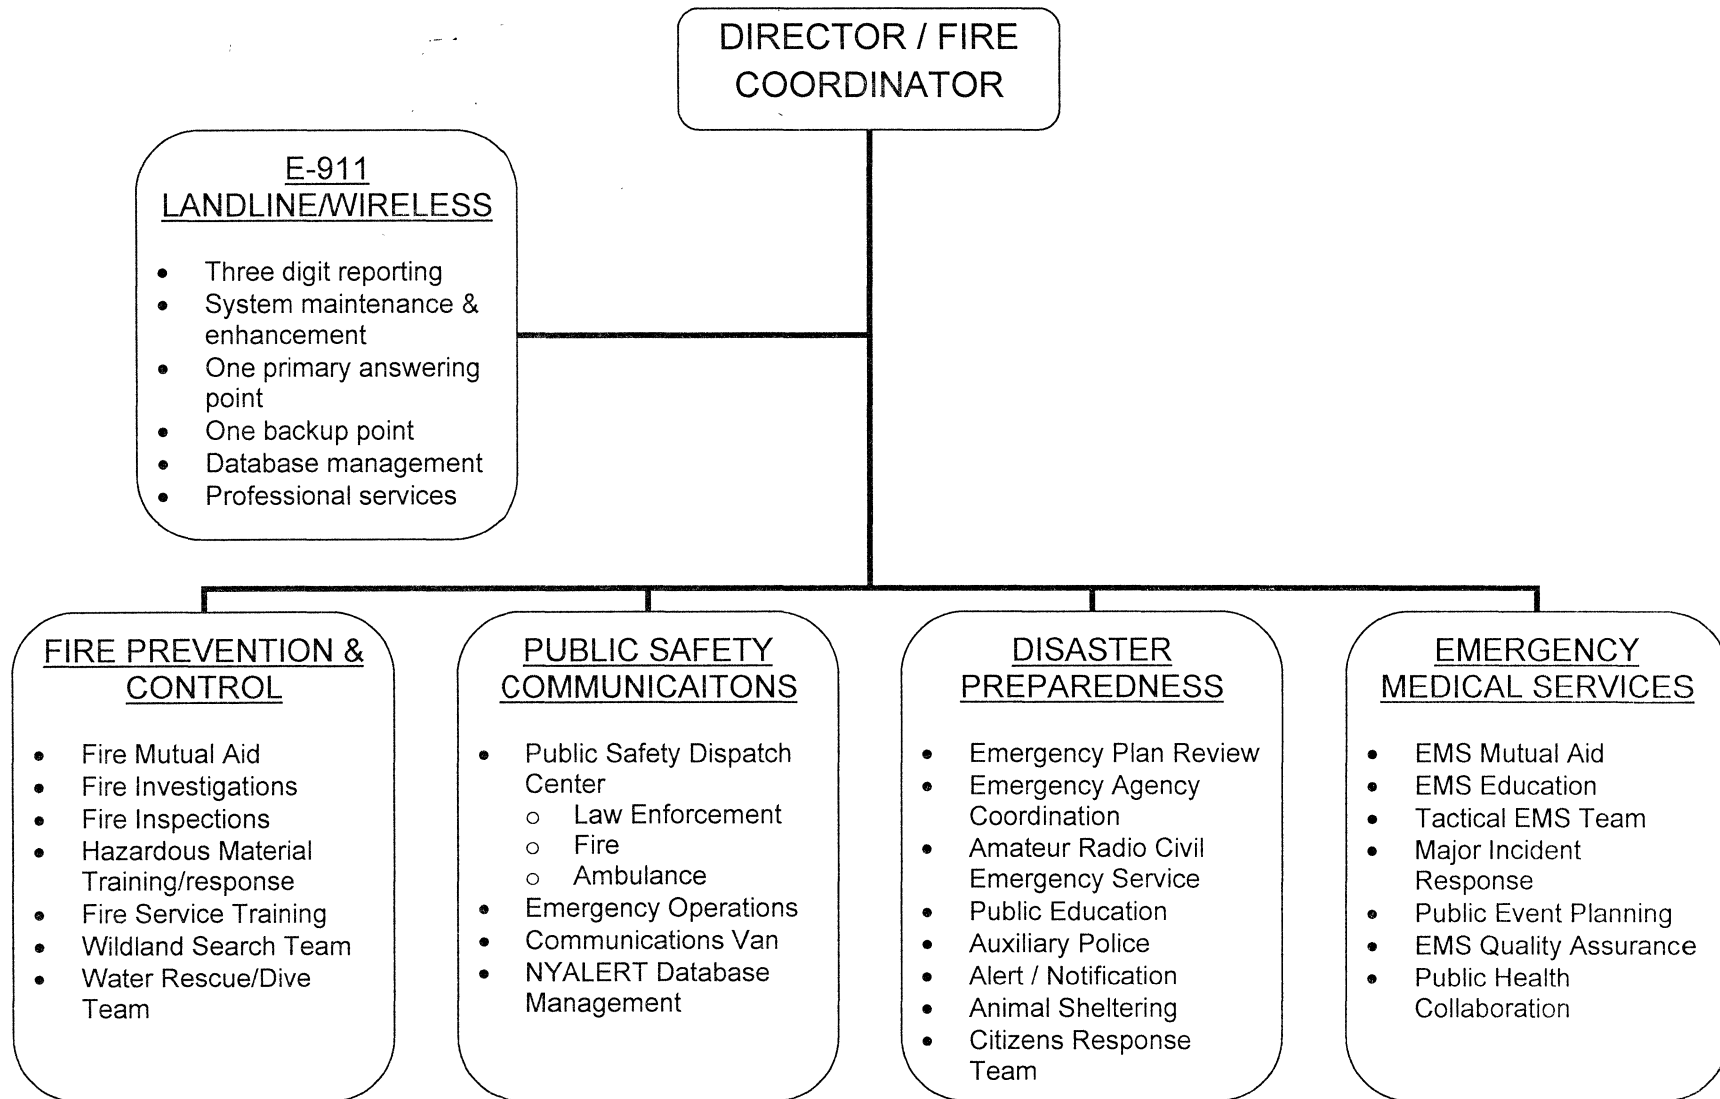 DIRECTOR / FIRE
COORDINATOR
E-911
LANDLINE/WIRELESS
• Three digit reporting
• System maintenance &
enhancement
• One primary answering
point
• One backup point
• Database management
• Professional services
FIRE PREVENTION &
CONTROL
• Fire Mutual Aid
• Fire Investigations
• Fire Inspections
• Hazardous Material
Training/response
• Fire Service Training
• Wildland Search Team
• Water Rescue/Dive
Team
PUBLIC SAFETY
COMMUNICAITONS
• Public Safety Dispatch
Center
o Law Enforcement
o Fire
o Ambulance
• Emergency Operations
• Communications Van
• NYALERT Database
Management
DISASTER
PREPAREDNESS
• Emergency Plan Review
• Emergency Agency
Coordination
• Amateur Radio Civil
Emergency Service
• Public Education
• Auxiliary Police
• Alert / Notification
• Animal Sheltering
• Citizens Response
Team
EMERGENCY
MEDICAL SERVICES
• EMS Mutual Aid
• EMS Education
• Tactical EMS Team
• Major Incident
Response
• Public Event Planning
• EMS Quality Assurance
• Public Health
Collaboration